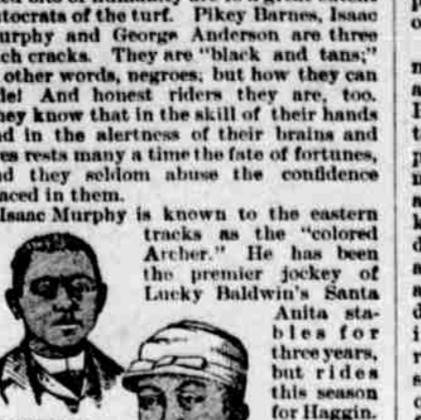 utocrats of the turf. Pikey Barnes, Isaac
urphy and George Anderson are three
ch cracks. They are "black and tans;"
other words, negroes; but how they can
de! And honest riders they are, too.
ey know that in the skill of their hands
d in the alertness of their brains and
es rests many a time the fate of fortunes,
d they seldom abuse the confidence
aced in them.
Isaac Murphy is known to the eastern
tracks as the "colored
Archer." He has been
the premier jockey of
Lucky Baldwin's Santa
Anita sta-
bles for
three years,
but rides
this season
for Haggin.